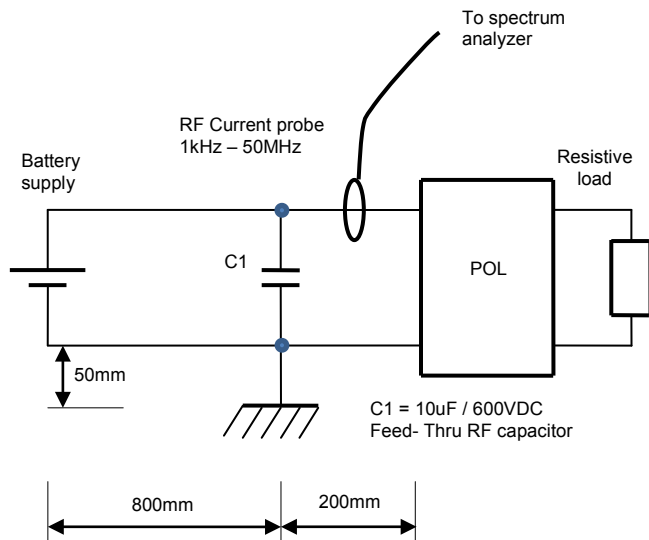 To spectrum
analyzer
RF Current probe
1kHz – 50MHz
Battery
supply
Resistive
load
C1
POL
50mm
C1 = 10uF / 600VDC
Feed- Thru RF capacitor
800mm
200mm